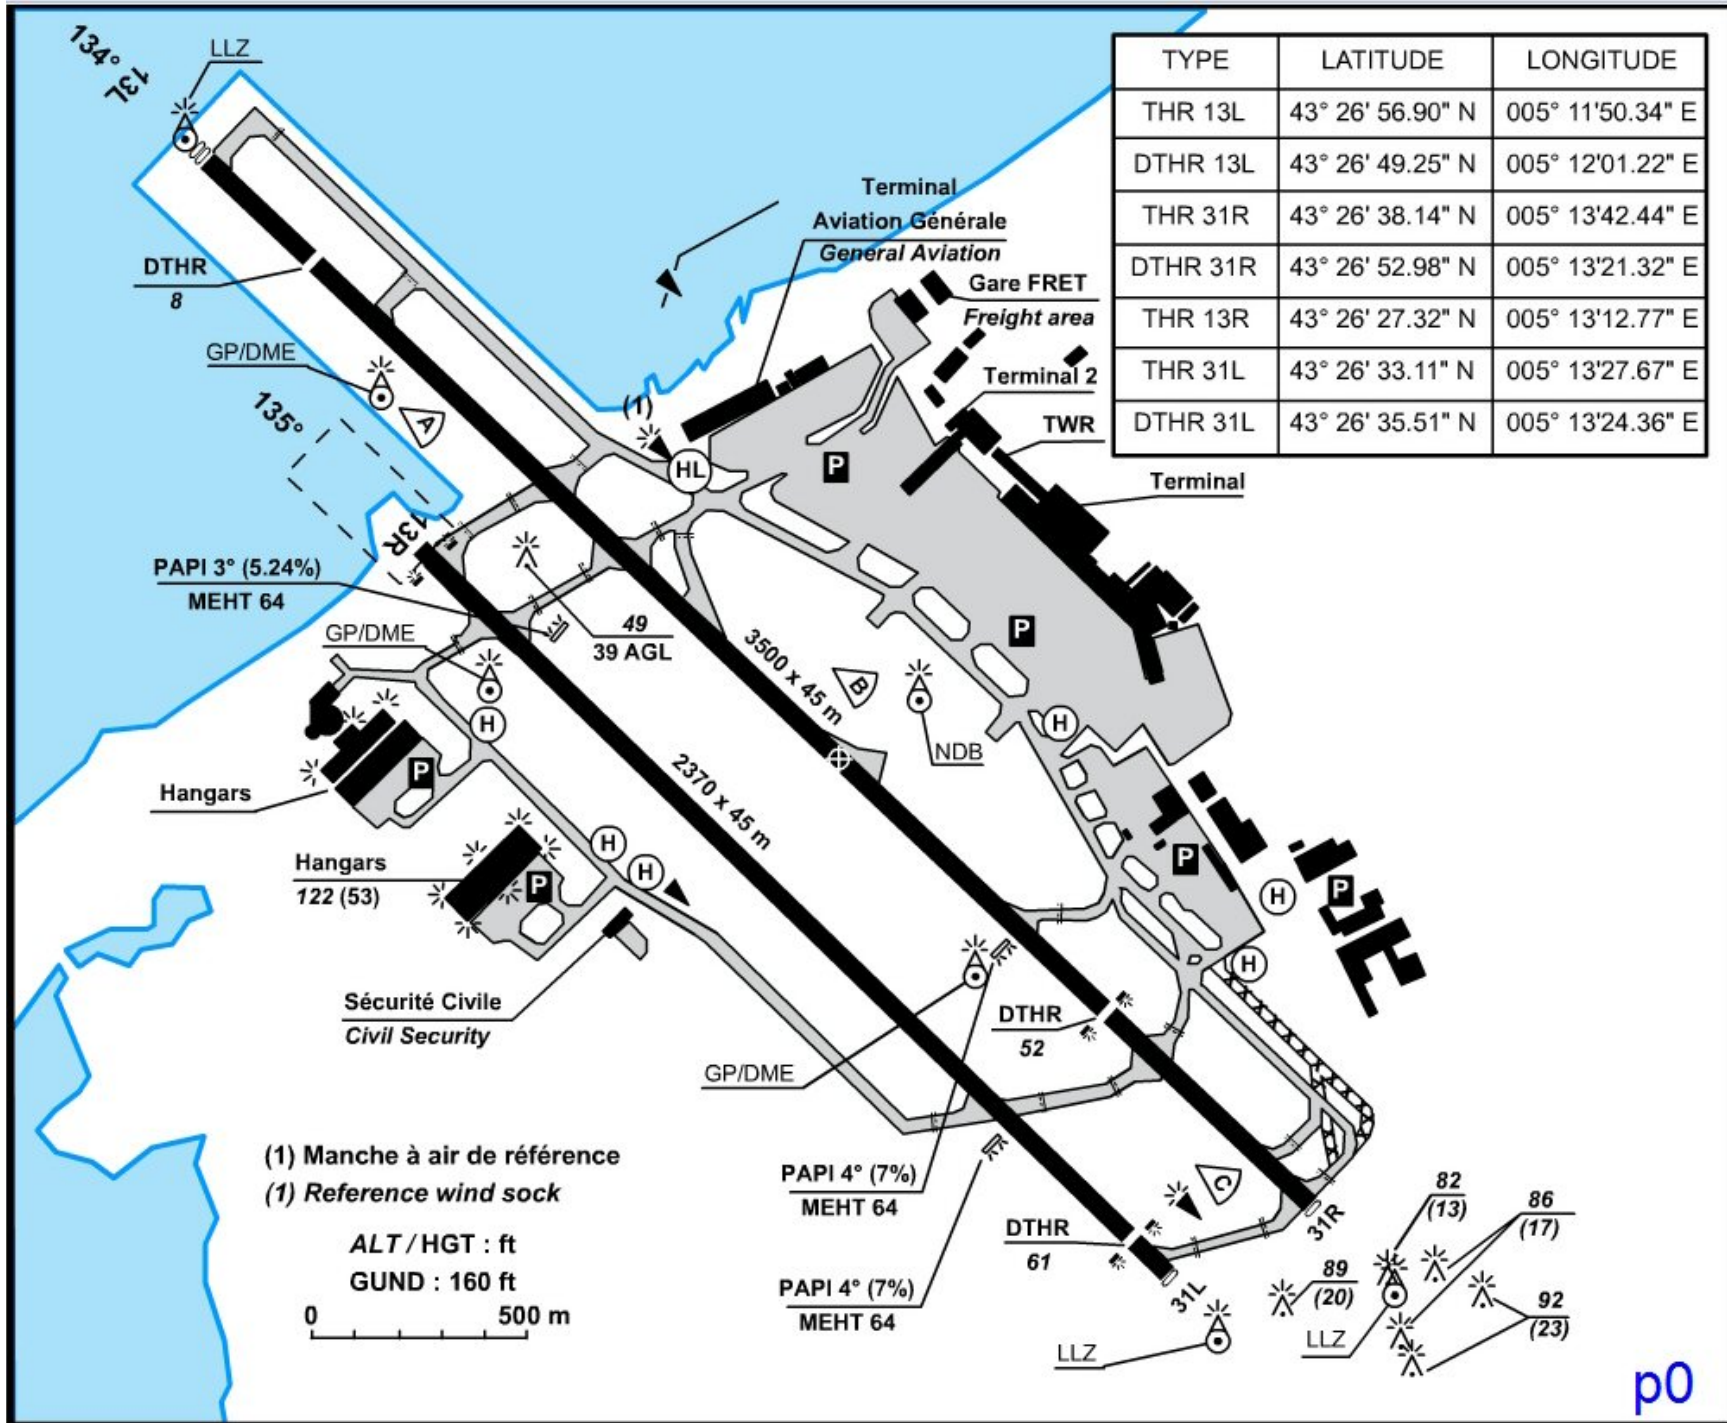 134° 13L
LLZ
TYPE LATITUDE LONGITUDE
THR 13L 43° 26' 56.90" N 005° 11'50.34" E
DTHR 13L 43° 26' 49.25" N 005° 12'01.22" E
THR 31R 43° 26' 38.14" N 005° 13'42.44" E
DTHR 31R 43° 26' 52.98" N 005° 13'21.32" E
THR 13R 43° 26' 27.32" N 005° 13'12.77" E
THR 31L 43° 26' 33.11" N 005° 13'27.67" E
DTHR 31L 43° 26' 35.51" N 005° 13'24.36" E
Terminal
Aviation Générale
General Aviation
DTHR
8
Gare FRET
Freight area
GP/DME
Terminal 2
135°
A
(1)
TWR
HL
P
Terminal
13R
PAPI 3° (5.24%)
MEHT 64
GP/DME
49
39 AGL
P
3500 x 45 m
B
H
H
NDB
2370 x 45 m
P
Hangars
H
Hangars
122 (53)
P
H
P
P
H
H
Sécurité Civile
Civil Security
DTHR
52
GP/DME
(1) Manche à air de référence
(1) Reference wind sock
PAPI 4° (7%)
MEHT 64
C
82
(13)
86
(17)
31R
DTHR
61
ALT / HGT : ft
GUND : 160 ft
0 500 m
PAPI 4° (7%)
MEHT 64
31L
89
(20)
92
(23)
LLZ
LLZ
p0